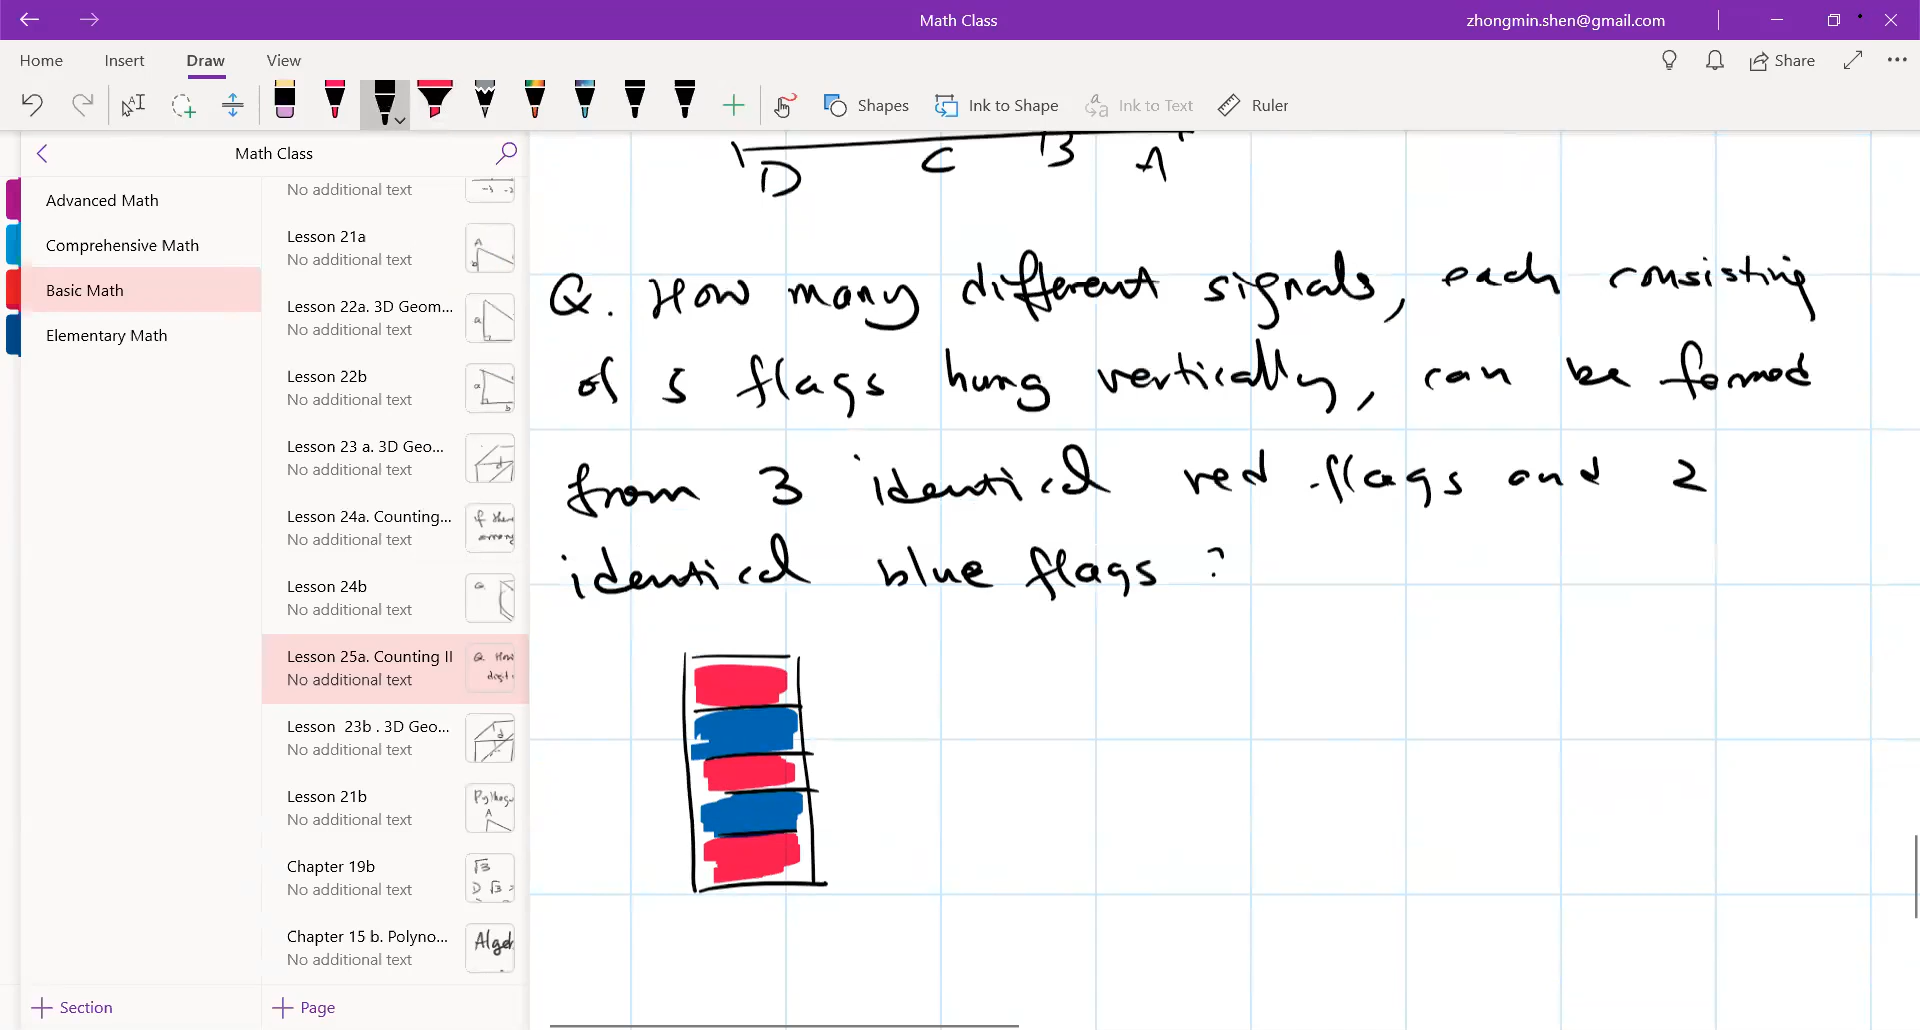 Math Class
zhongmin.shen@gmail.com
Home Insert Draw View
Share
Shapes
Ink to Shape
Ink to Text
Ruler
Math Class
Advanced Math
Comprehensive Math
Basic Math
Elementary Math
No additional text
Lesson 21a
No additional text
Lesson 22a. 3D Geom...
No additional text
Lesson 22b
No additional text
Lesson 23 a. 3D Geo...
No additional text
Lesson 24a. Counting...
No additional text
Lesson 24b
No additional text
Lesson 25a. Counting II
No additional text
Lesson 23b . 3D Geo...
No additional text
Lesson 21b
No additional text
Chapter 19b
No additional text
Chapter 15 b. Polyno...
No additional text
Section
Page
D C B A
Q. How many different signals, each consisting
of 5 flags hung vertically, can be formed
from 3 identical red flags and 2
identical blue flags ?